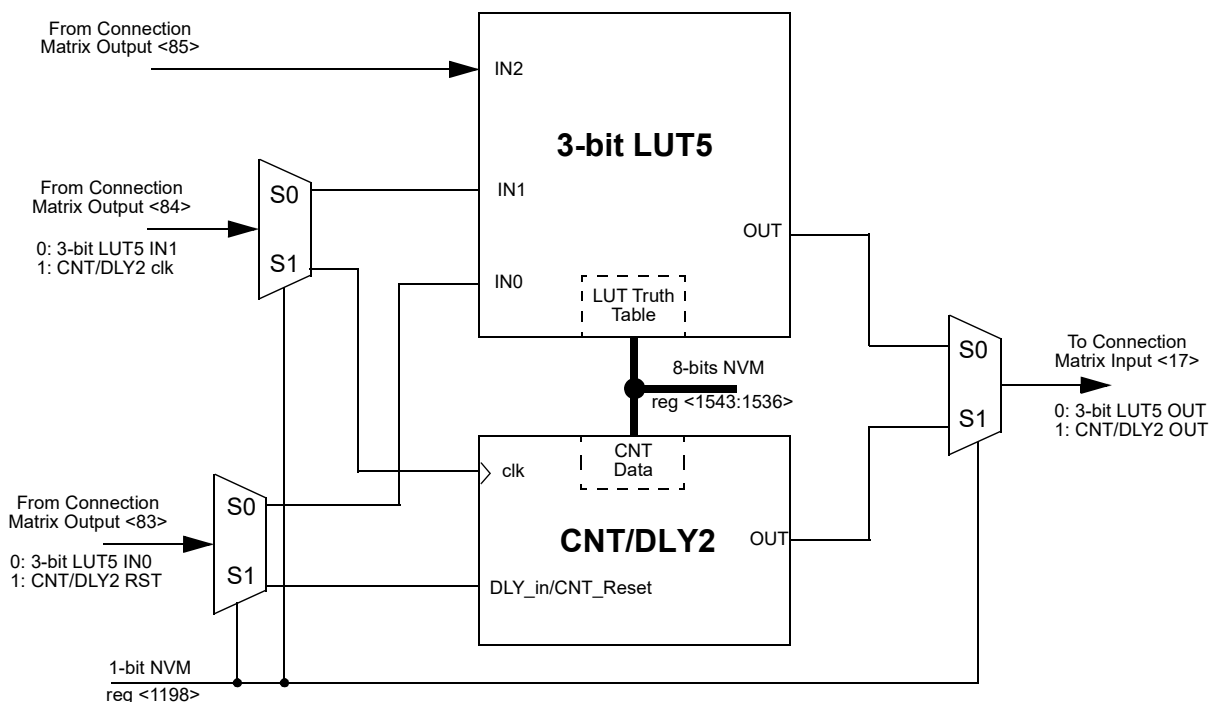 From Connection
Matrix Output <85>
IN2
3-bit LUT5
From Connection
Matrix Output <84>
0: 3-bit LUT5 IN1
1: CNT/DLY2 clk
S0
S1
IN1
IN0
OUT
LUT Truth
Table
8-bits NVM
reg <1543:1536>
S0
S1
To Connection
Matrix Input <17>
0: 3-bit LUT5 OUT
1: CNT/DLY2 OUT
CNT
Data
clk
CNT/DLY2
OUT
DLY_in/CNT_Reset
From Connection
Matrix Output <83>
0: 3-bit LUT5 IN0
1: CNT/DLY2 RST
S0
S1
1-bit NVM
reg <1198>